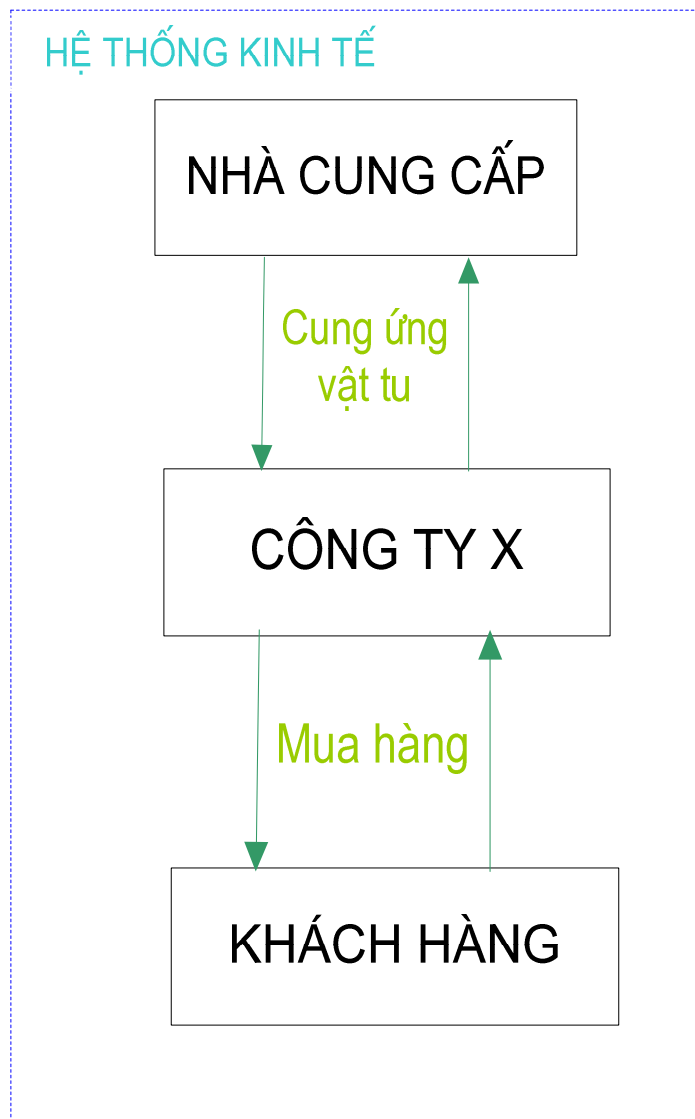 HỆ THỐNG KINH TẾ
NHÀ CUNG CẤP
Cung ứng
vật tu
CÔNG TY X
Mua hàng
KHÁCH HÀNG